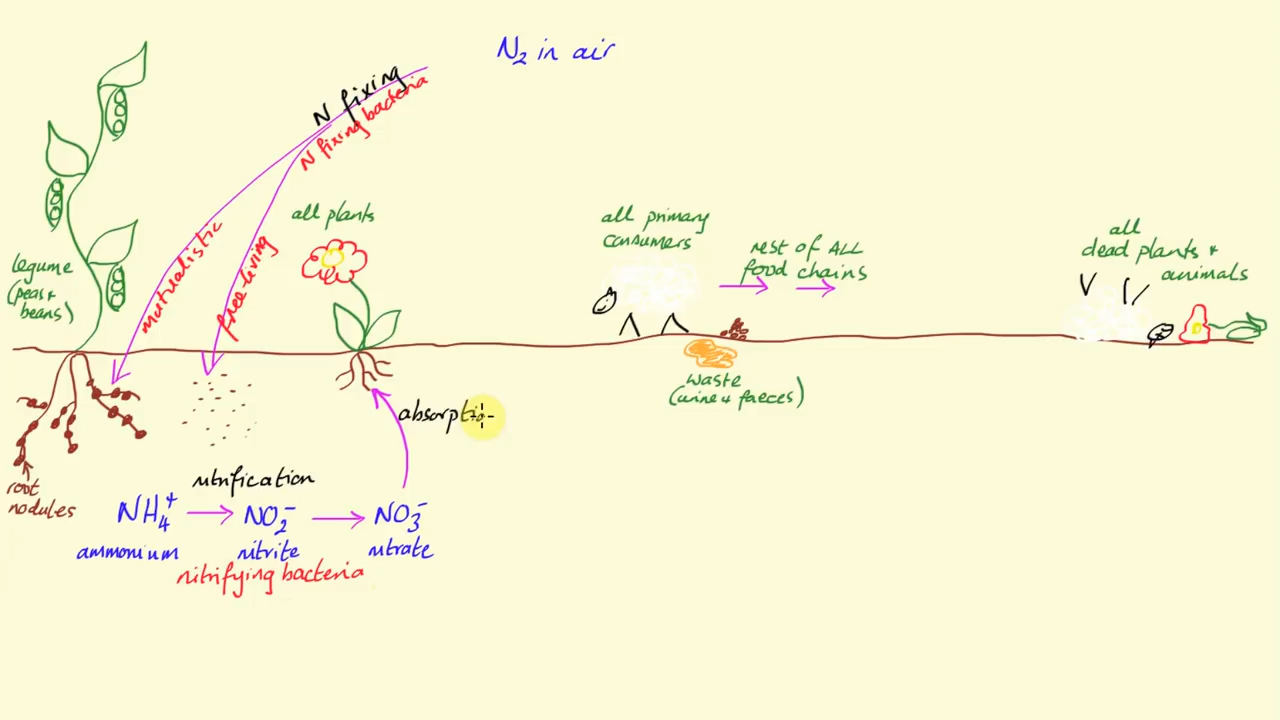 N₂ in air
N fixing
N fixing bacteria
mutualistic
free living
all plants
legume
(peas +
beans)
all primary
consumers
rest of ALL
food chains
all
dead plants +
animals
waste
(urine + faeces)
absorptio
root
nodules
nitrification
NH₄⁺
NO₂⁻
NO₃⁻
ammonium
nitrite
nitrate
nitrifying bacteria